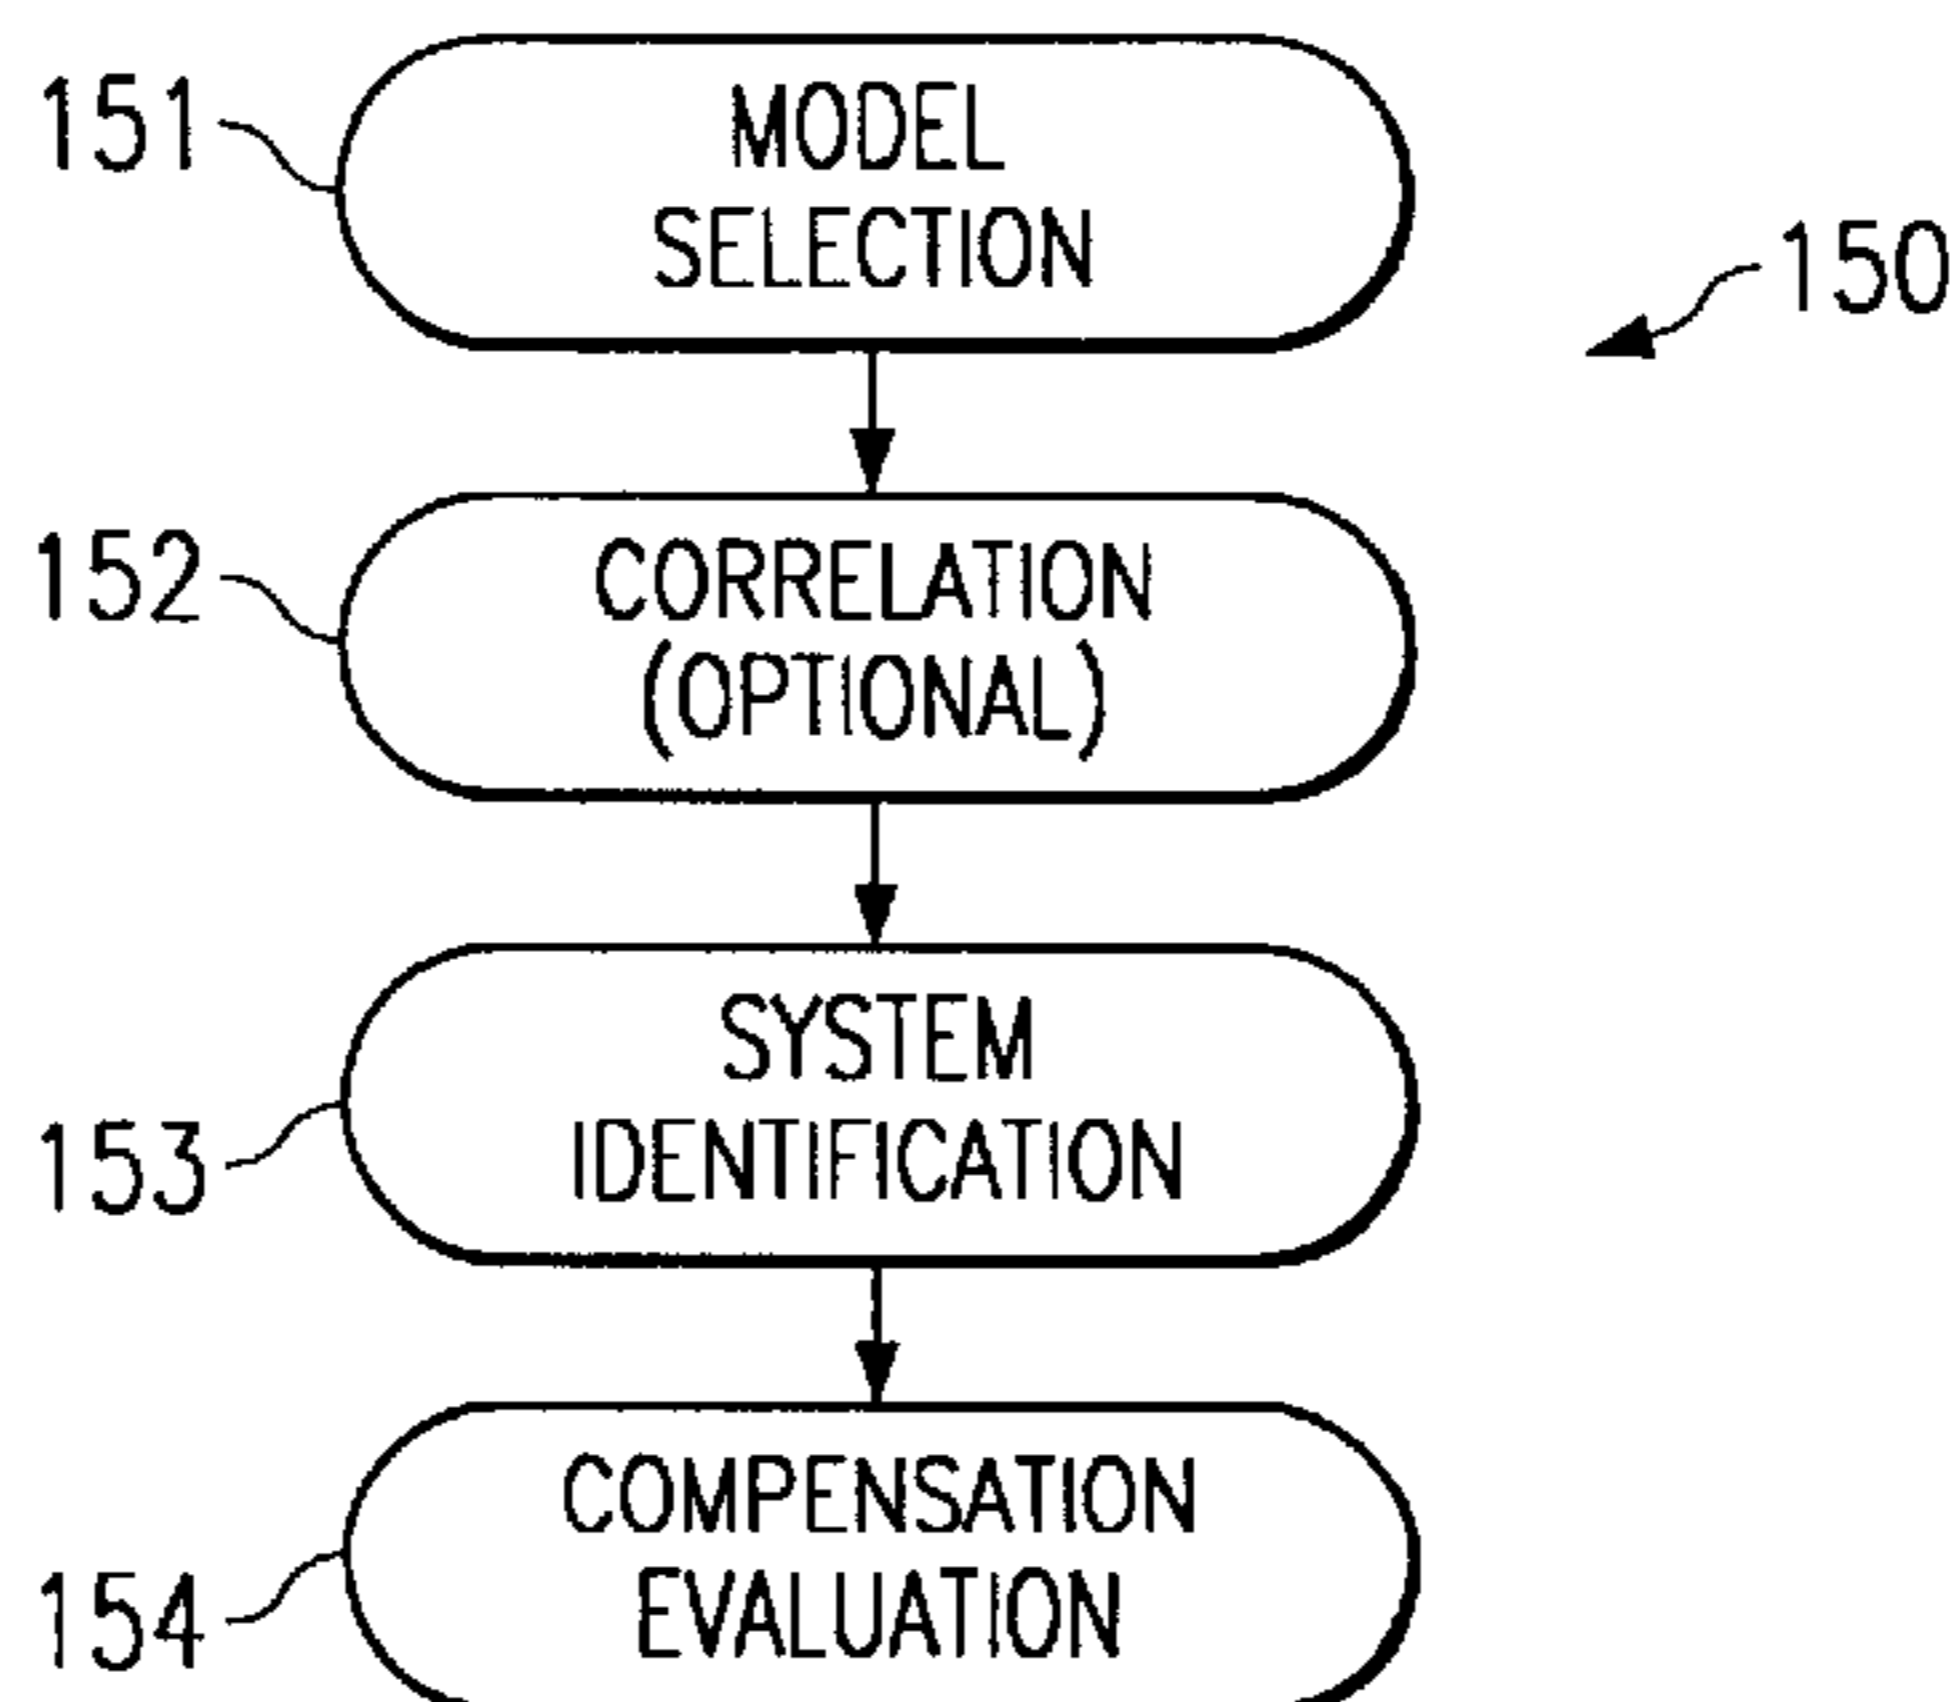 151
MODEL
SELECTION
150
152
CORRELATION
(OPTIONAL)
SYSTEM
153
IDENTIFICATION
COMPENSATION
154
EVALUATION